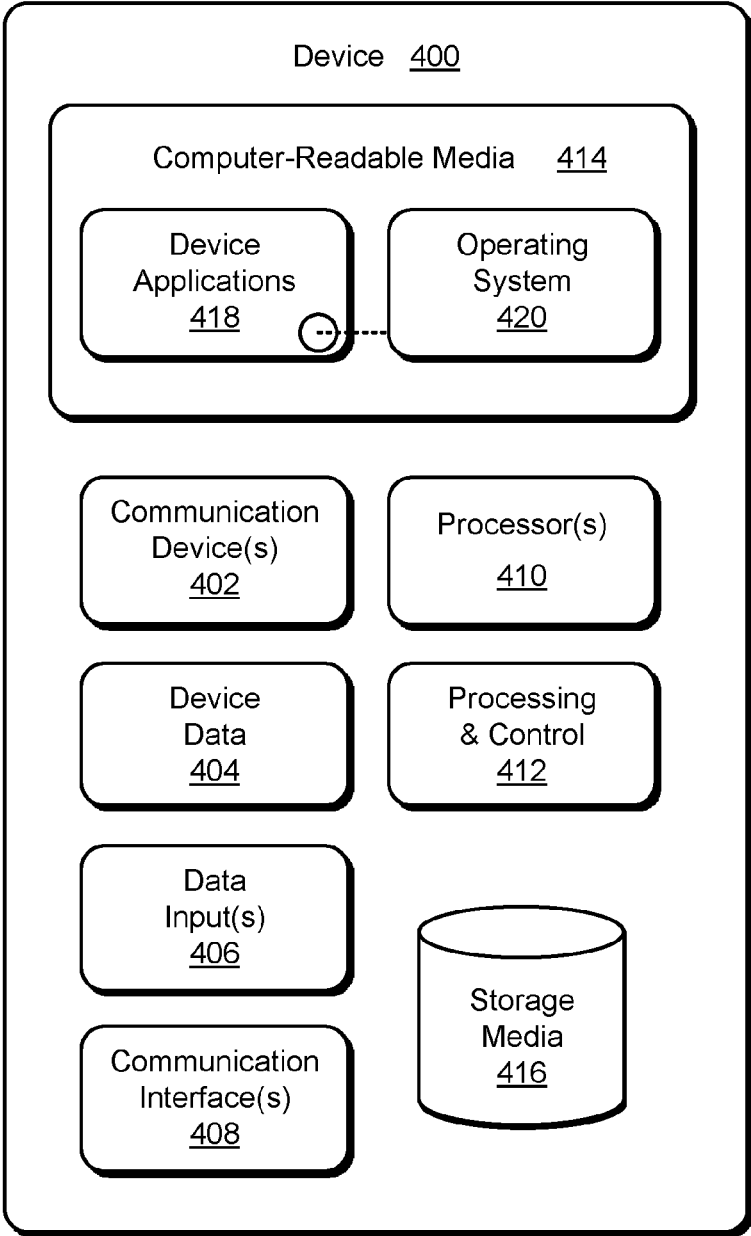 Device 400
Computer-Readable Media 414
Device
Applications
418
Operating
System
420
Communication
Device(s)
402
Processor(s)
410
Device
Data
404
Processing
& Control
412
Data
Input(s)
406
Storage
Media
416
Communication
Interface(s)
408